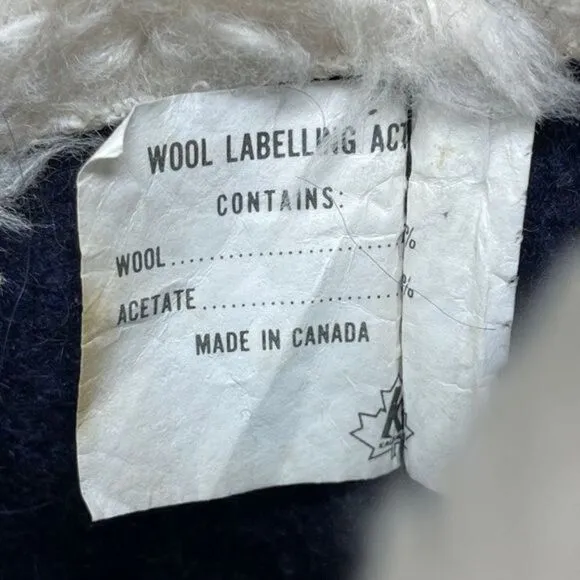 WOOL LABELLING ACT
CONTAINS:
WOOL..............................%
ACETATE.........................%
MADE IN CANADA
K